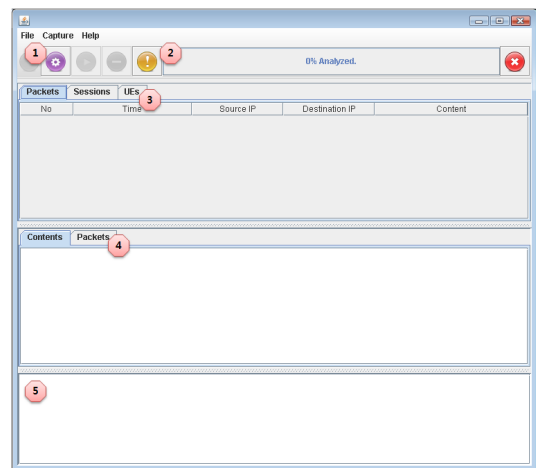 File Capture Help
1
2
0% Analyzed.
Packets Sessions UEs
3
No Time Source IP Destination IP Content
Contents Packets
4
5